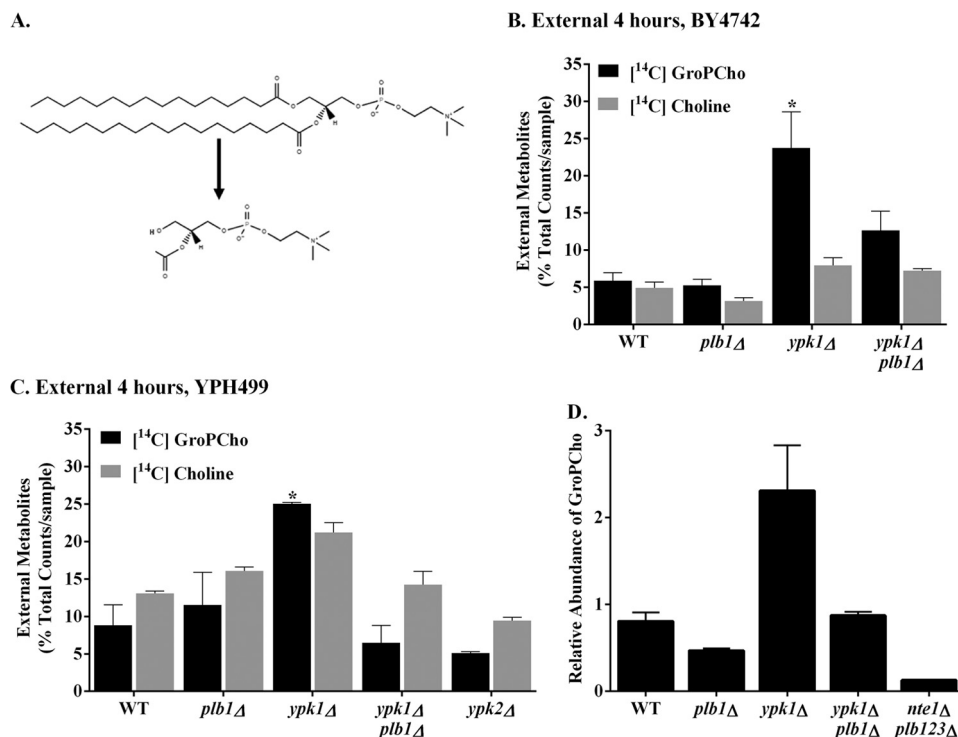 A.
O
O
P
O
O⁻
O
N⁺
O
O
H
H
O
O
P
O
O
O⁻
N⁺
H
O
B. External 4 hours, BY4742
External Metabolites
(% Total Counts/sample)
35
30
25
20
15
10
5
0
[¹⁴C] GroPCho
[¹⁴C] Choline
*
WT
plb1Δ
ypk1Δ
ypk1Δ
plb1Δ
C. External 4 hours, YPH499
External Metabolites
(% Total Counts/sample)
35
30
25
20
15
10
5
0
[¹⁴C] GroPCho
[¹⁴C] Choline
*
WT
plb1Δ
ypk1Δ
ypk1Δ
plb1Δ
ypk2Δ
D.
Relative Abundance of GroPCho
3
2
1
0
WT
plb1Δ
ypk1Δ
ypk1Δ
plb1Δ
nte1Δ
plb123Δ